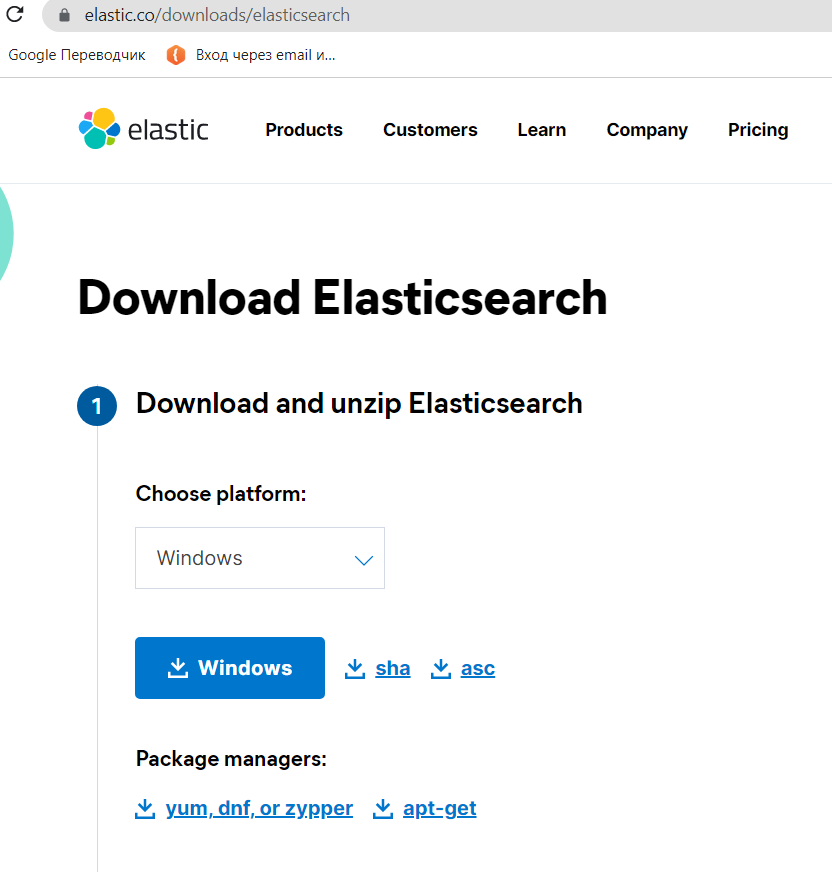 elastic.co/downloads/elasticsearch
Google Переводчик Вход через email и...
elastic Products Customers Learn Company Pricing
Download Elasticsearch
1 Download and unzip Elasticsearch
Choose platform:
Windows
Windows sha asc
Package managers:
yum, dnf, or zypper apt-get